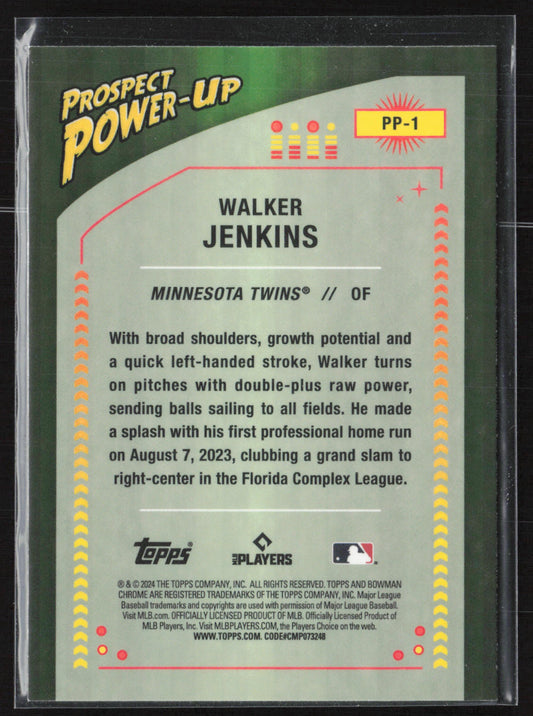 PROSPECT
POWER-UP
PP-1
WALKER
JENKINS
MINNESOTA TWINS® // OF
With broad shoulders, growth potential and
a quick left-handed stroke, Walker turns
on pitches with double-plus raw power,
sending balls sailing to all fields. He made
a splash with his first professional home run
on August 7, 2023, clubbing a grand slam to
right-center in the Florida Complex League.
Topps
MLB PLAYERS
® & © 2024 THE TOPPS COMPANY, INC. ALL RIGHTS RESERVED. TOPPS AND BOWMAN
CHROME ARE REGISTERED TRADEMARKS OF THE TOPPS COMPANY, INC. Major League
Baseball trademarks and copyrights are used with permission of Major League Baseball.
Visit MLB.com. OFFICIALLY LICENSED PRODUCT OF MLB. Officially Licensed Product of
MLB Players, Inc. Visit MLBPLAYERS.COM, the Players Choice on the web.
WWW.TOPPS.COM. CODE#CMP073248